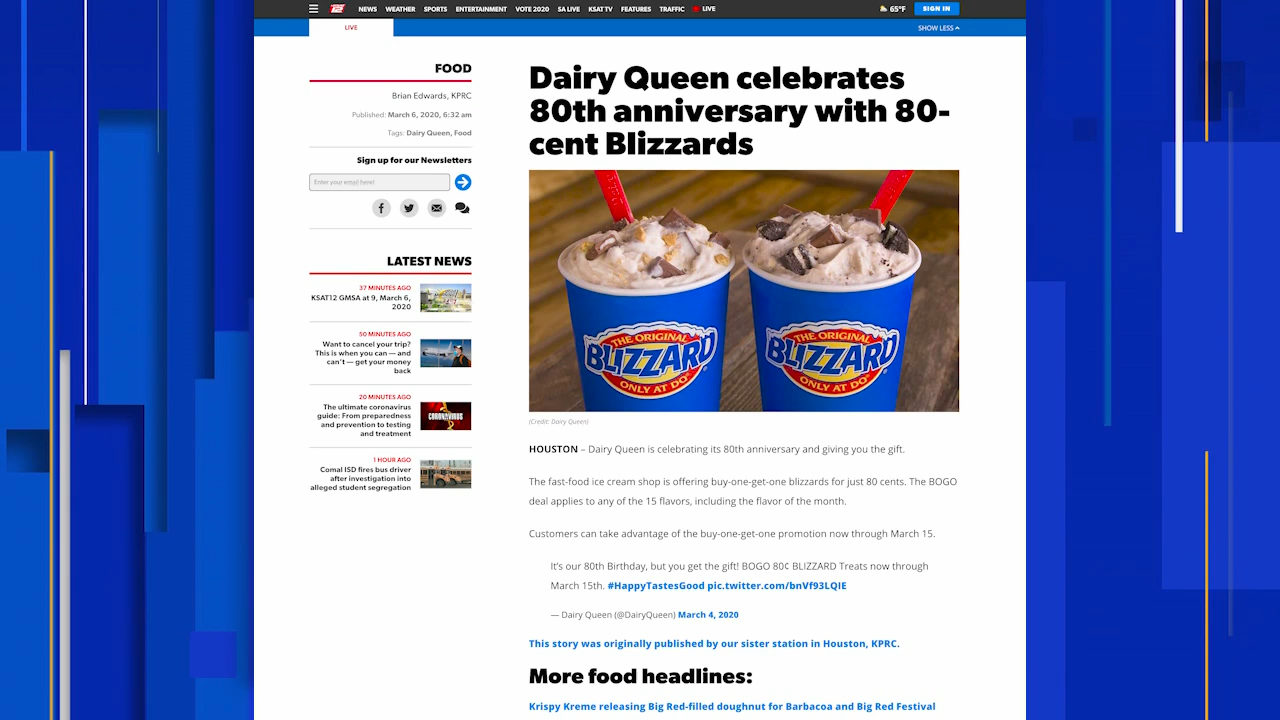 NEWS WEATHER SPORTS ENTERTAINMENT VOTE 2020 SA LIVE KSAT TV FEATURES TRAFFIC LIVE 65°F SIGN IN
LIVE
SHOW LESS
FOOD
Brian Edwards, KPRC
Published: March 6, 2020, 6:32 am
Tags: Dairy Queen, Food
Sign up for our Newsletters
Enter your email here!
LATEST NEWS
37 MINUTES AGO
KSAT12 GMSA at 9, March 6,
2020
50 MINUTES AGO
Want to cancel your trip?
This is when you can — and
can't — get your money
back
20 MINUTES AGO
The ultimate coronavirus
guide: From preparedness
and prevention to testing
and treatment
CORONAVIRUS
1 HOUR AGO
Comal ISD fires bus driver
after investigation into
alleged student segregation
Dairy Queen celebrates
80th anniversary with 80-
cent Blizzards
THE ORIGINAL
BLIZZARD
ONLY AT DQ
THE ORIGINAL
BLIZZARD
ONLY AT DQ
(Credit: Dairy Queen)
HOUSTON – Dairy Queen is celebrating its 80th anniversary and giving you the gift.
The fast-food ice cream shop is offering buy-one-get-one blizzards for just 80 cents. The BOGO
deal applies to any of the 15 flavors, including the flavor of the month.
Customers can take advantage of the buy-one-get-one promotion now through March 15.
It's our 80th Birthday, but you get the gift! BOGO 80¢ BLIZZARD Treats now through
March 15th. #HappyTastesGood pic.twitter.com/bnVf93LQIE
— Dairy Queen (@DairyQueen) March 4, 2020
This story was originally published by our sister station in Houston, KPRC.
More food headlines:
Krispy Kreme releasing Big Red-filled doughnut for Barbacoa and Big Red Festival